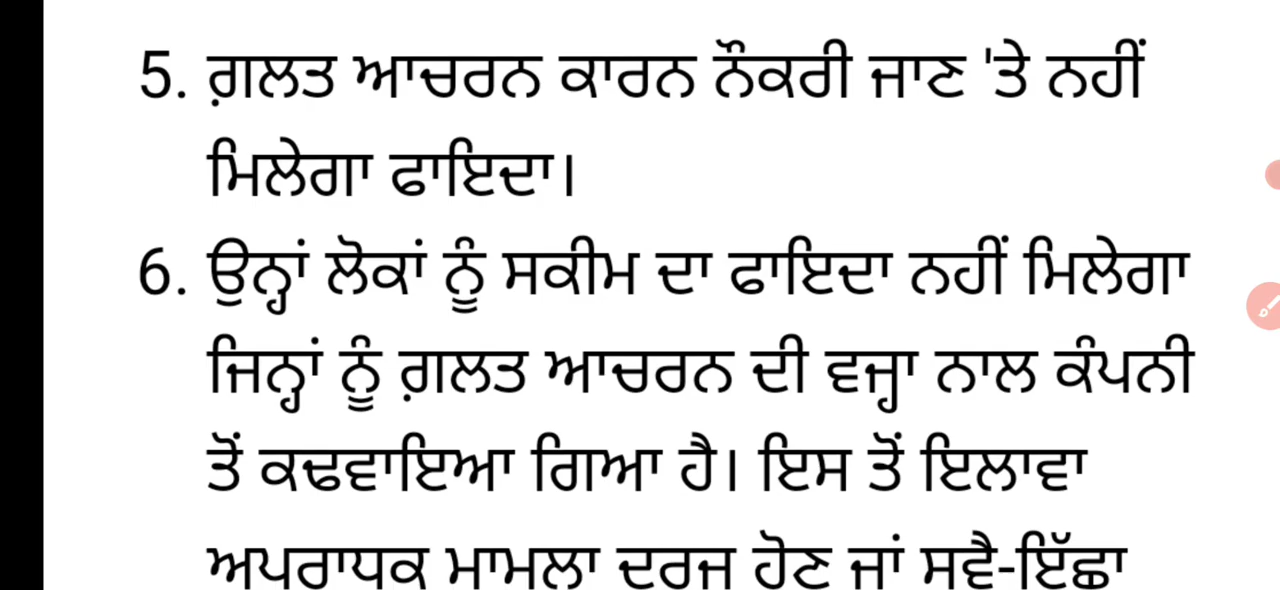 5. ਗ਼ਲਤ ਆਚਰਨ ਕਾਰਨ ਨੌਕਰੀ ਜਾਣ 'ਤੇ ਨਹੀਂ
ਮਿਲੇਗਾ ਫਾਇਦਾ।
6. ਉਨ੍ਹਾਂ ਲੋਕਾਂ ਨੂੰ ਸਕੀਮ ਦਾ ਫਾਇਦਾ ਨਹੀਂ ਮਿਲੇਗਾ
ਜਿਨ੍ਹਾਂ ਨੂੰ ਗ਼ਲਤ ਆਚਰਨ ਦੀ ਵਜ੍ਹਾ ਨਾਲ ਕੰਪਨੀ
ਤੋਂ ਕਢਵਾਇਆ ਗਿਆ ਹੈ। ਇਸ ਤੋਂ ਇਲਾਵਾ
ਅਪਰਾਧਕ ਮਾਮਲਾ ਦਰਜ ਹੋਣ ਜਾਂ ਸਵੈ-ਇੱਛਾ